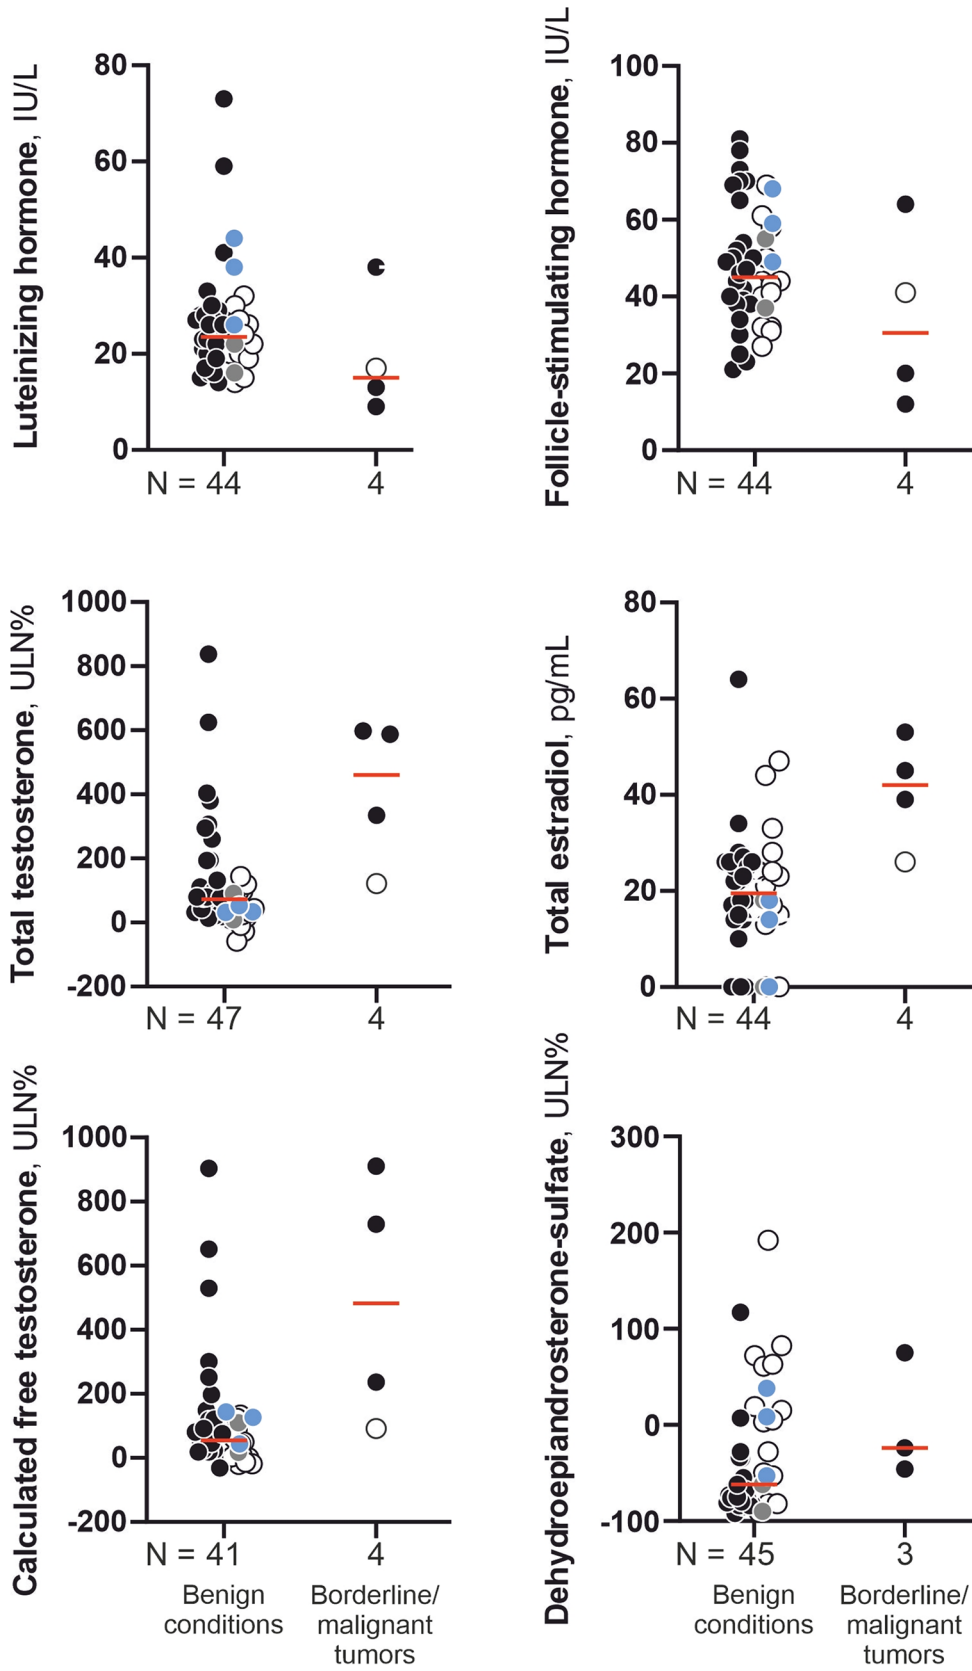 Luteinizing hormone, IU/L
80
60
40
20
0
N = 44
4
Follicle-stimulating hormone, IU/L
100
80
60
40
20
0
N = 44
4
Total testosterone, ULN%
1000
800
600
400
200
0
-200
N = 47
4
Total estradiol, pg/mL
80
60
40
20
0
N = 44
4
Calculated free testosterone, ULN%
1000
800
600
400
200
0
-200
N = 41
4
Benign
conditions
Borderline/
malignant
tumors
Dehydroepiandrosterone-sulfate, ULN%
300
200
100
0
-100
N = 45
3
Benign
conditions
Borderline/
malignant
tumors